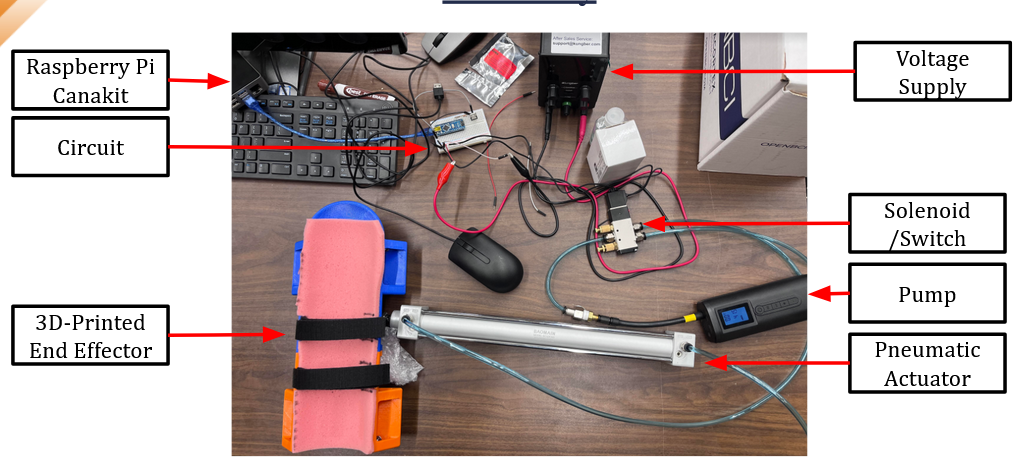 Raspberry Pi
Canakit
Circuit
3D-Printed
End Effector
Voltage
Supply
Solenoid
/Switch
Pump
Pneumatic
Actuator
After Sales Service:
support@kungber.com
OPENBCI